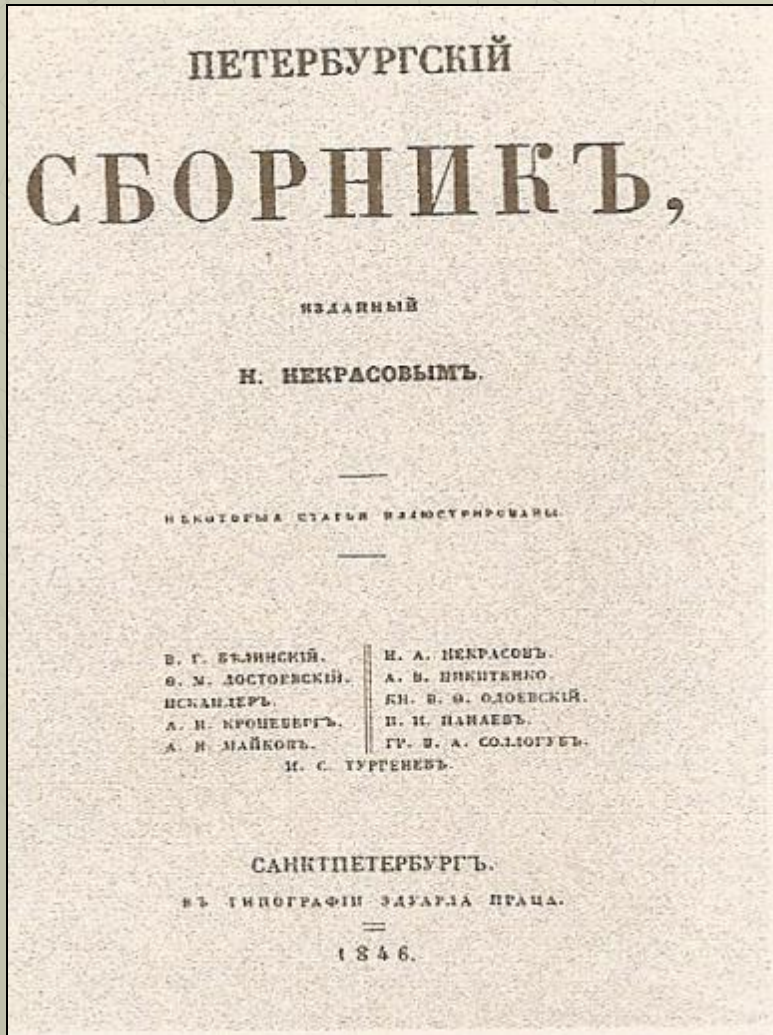 ПЕТЕРБУРГСКІЙ
СБОРНИКЪ,
ИЗДАННЫЙ
Н. НЕКРАСОВЫМЪ.
НѢКОТОРЫЯ СТАТЬИ ИЛЛЮСТРИРОВАНЫ.
В. Г. БѢЛИНСКІЙ.
Ѳ. М. ДОСТОЕВСКІЙ.
ИСКАНДЕРЪ.
А. И. КРОНЕБЕРГЪ.
А. Н. МАЙКОВЪ.
Н. А. НЕКРАСОВЪ.
А. В. НИКИТЕНКО
КН. В. Ѳ. ОДОЕВСКІЙ.
И. И. ПАНАЕВЪ.
ГР. В. А. СОЛЛОГУБЪ.
И. С. ТУРГЕНЕВЪ.
САНКТПЕТЕРБУРГЪ.
ВЪ ТИПОГРАФІИ ЭДУАРДА ПРАЦА.
1846.